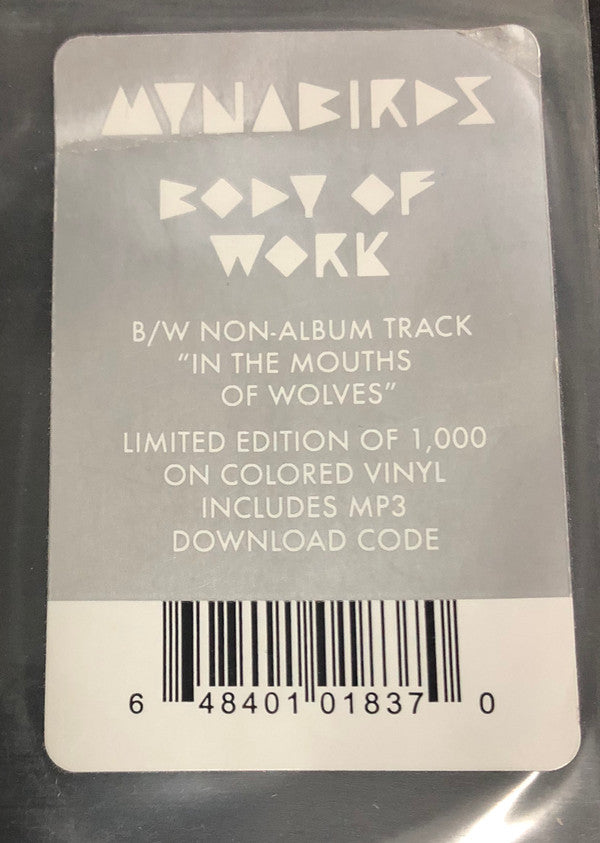 MYNABIRDS
BODY OF
WORK
B/W NON-ALBUM TRACK
“IN THE MOUTHS
OF WOLVES”
LIMITED EDITION OF 1,000
ON COLORED VINYL
INCLUDES MP3
DOWNLOAD CODE
6 48401 01837 0